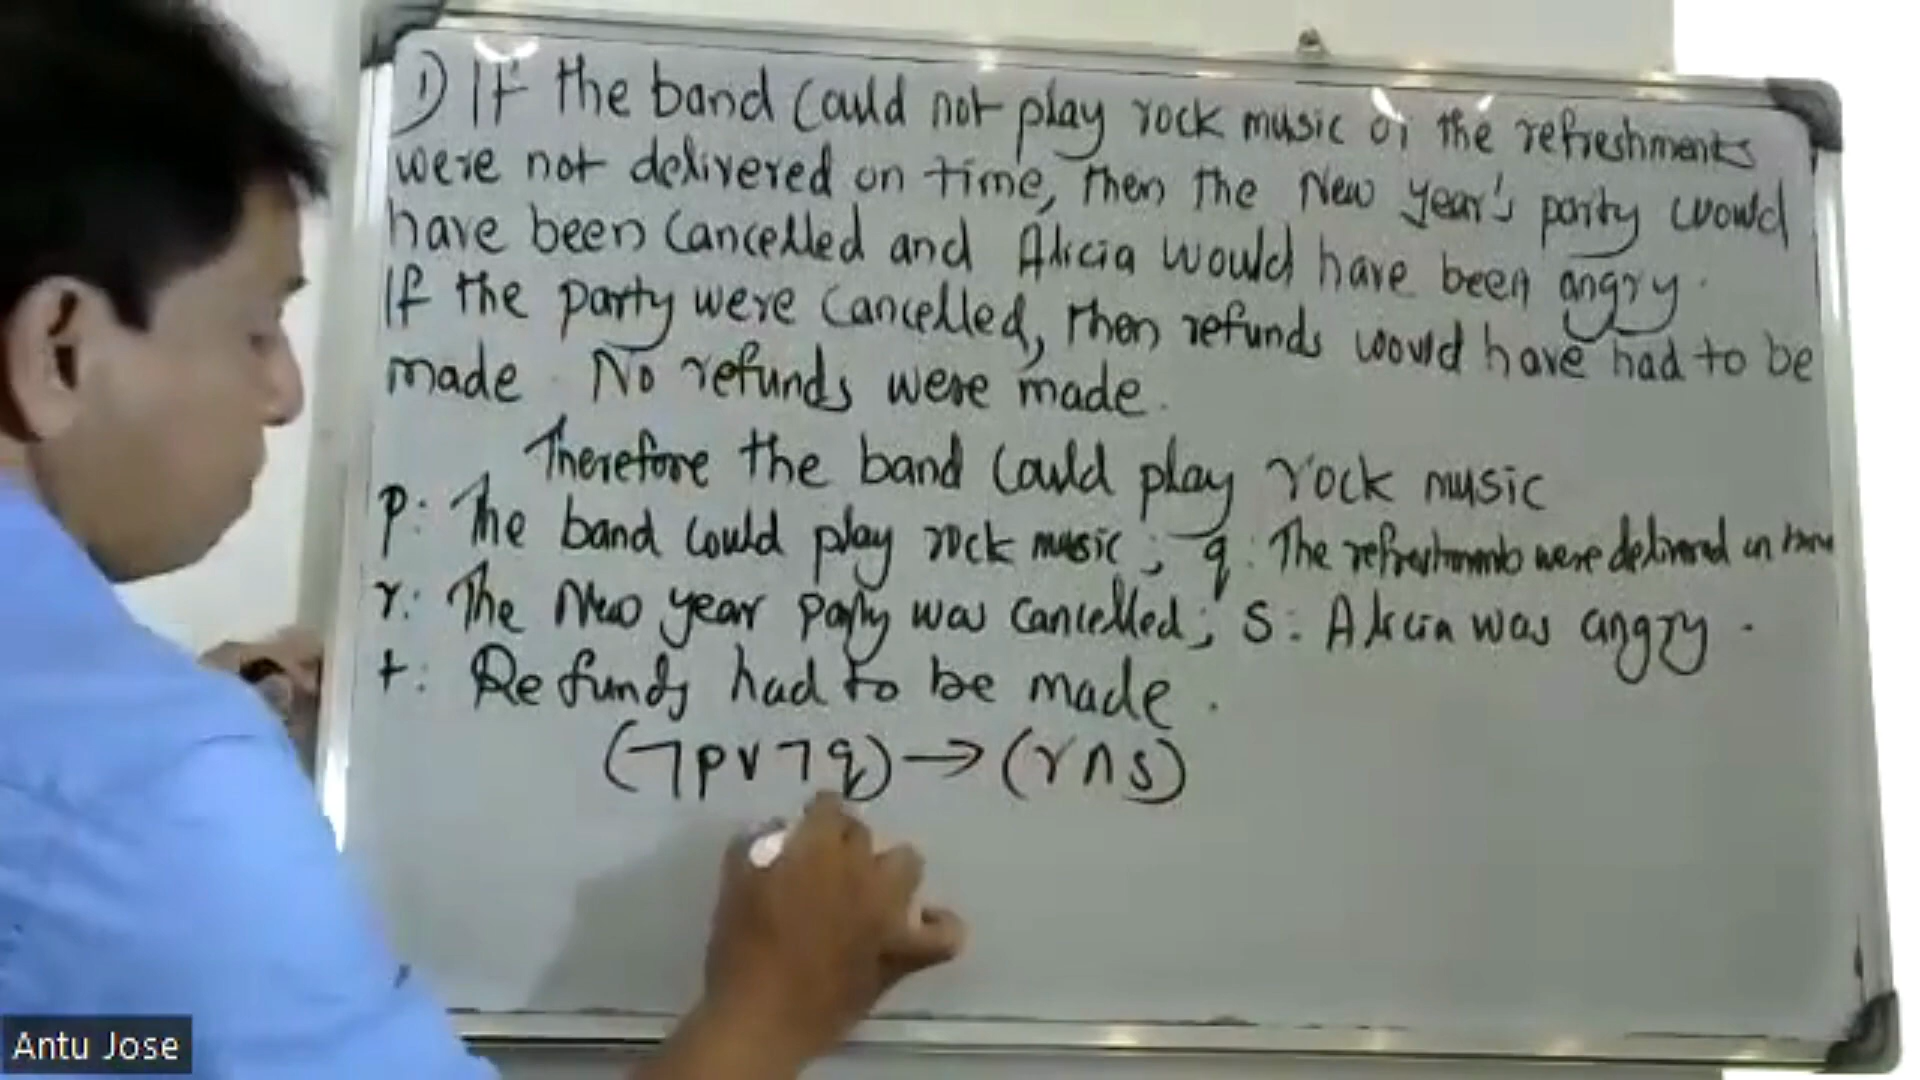 1) If the band could not play rock music or the refreshments
were not delivered on time, then the New Year's party would
have been cancelled and Alicia would have been angry.
If the party were cancelled, then refunds would have had to be
made. No refunds were made.
Therefore the band could play rock music
p: The band could play rock music; q: The refreshments were delivered on time
r: The New year party was cancelled; s: Alicia was angry.
t: Refunds had to be made.
(¬p∨¬q)→(r∧s)
Antu Jose